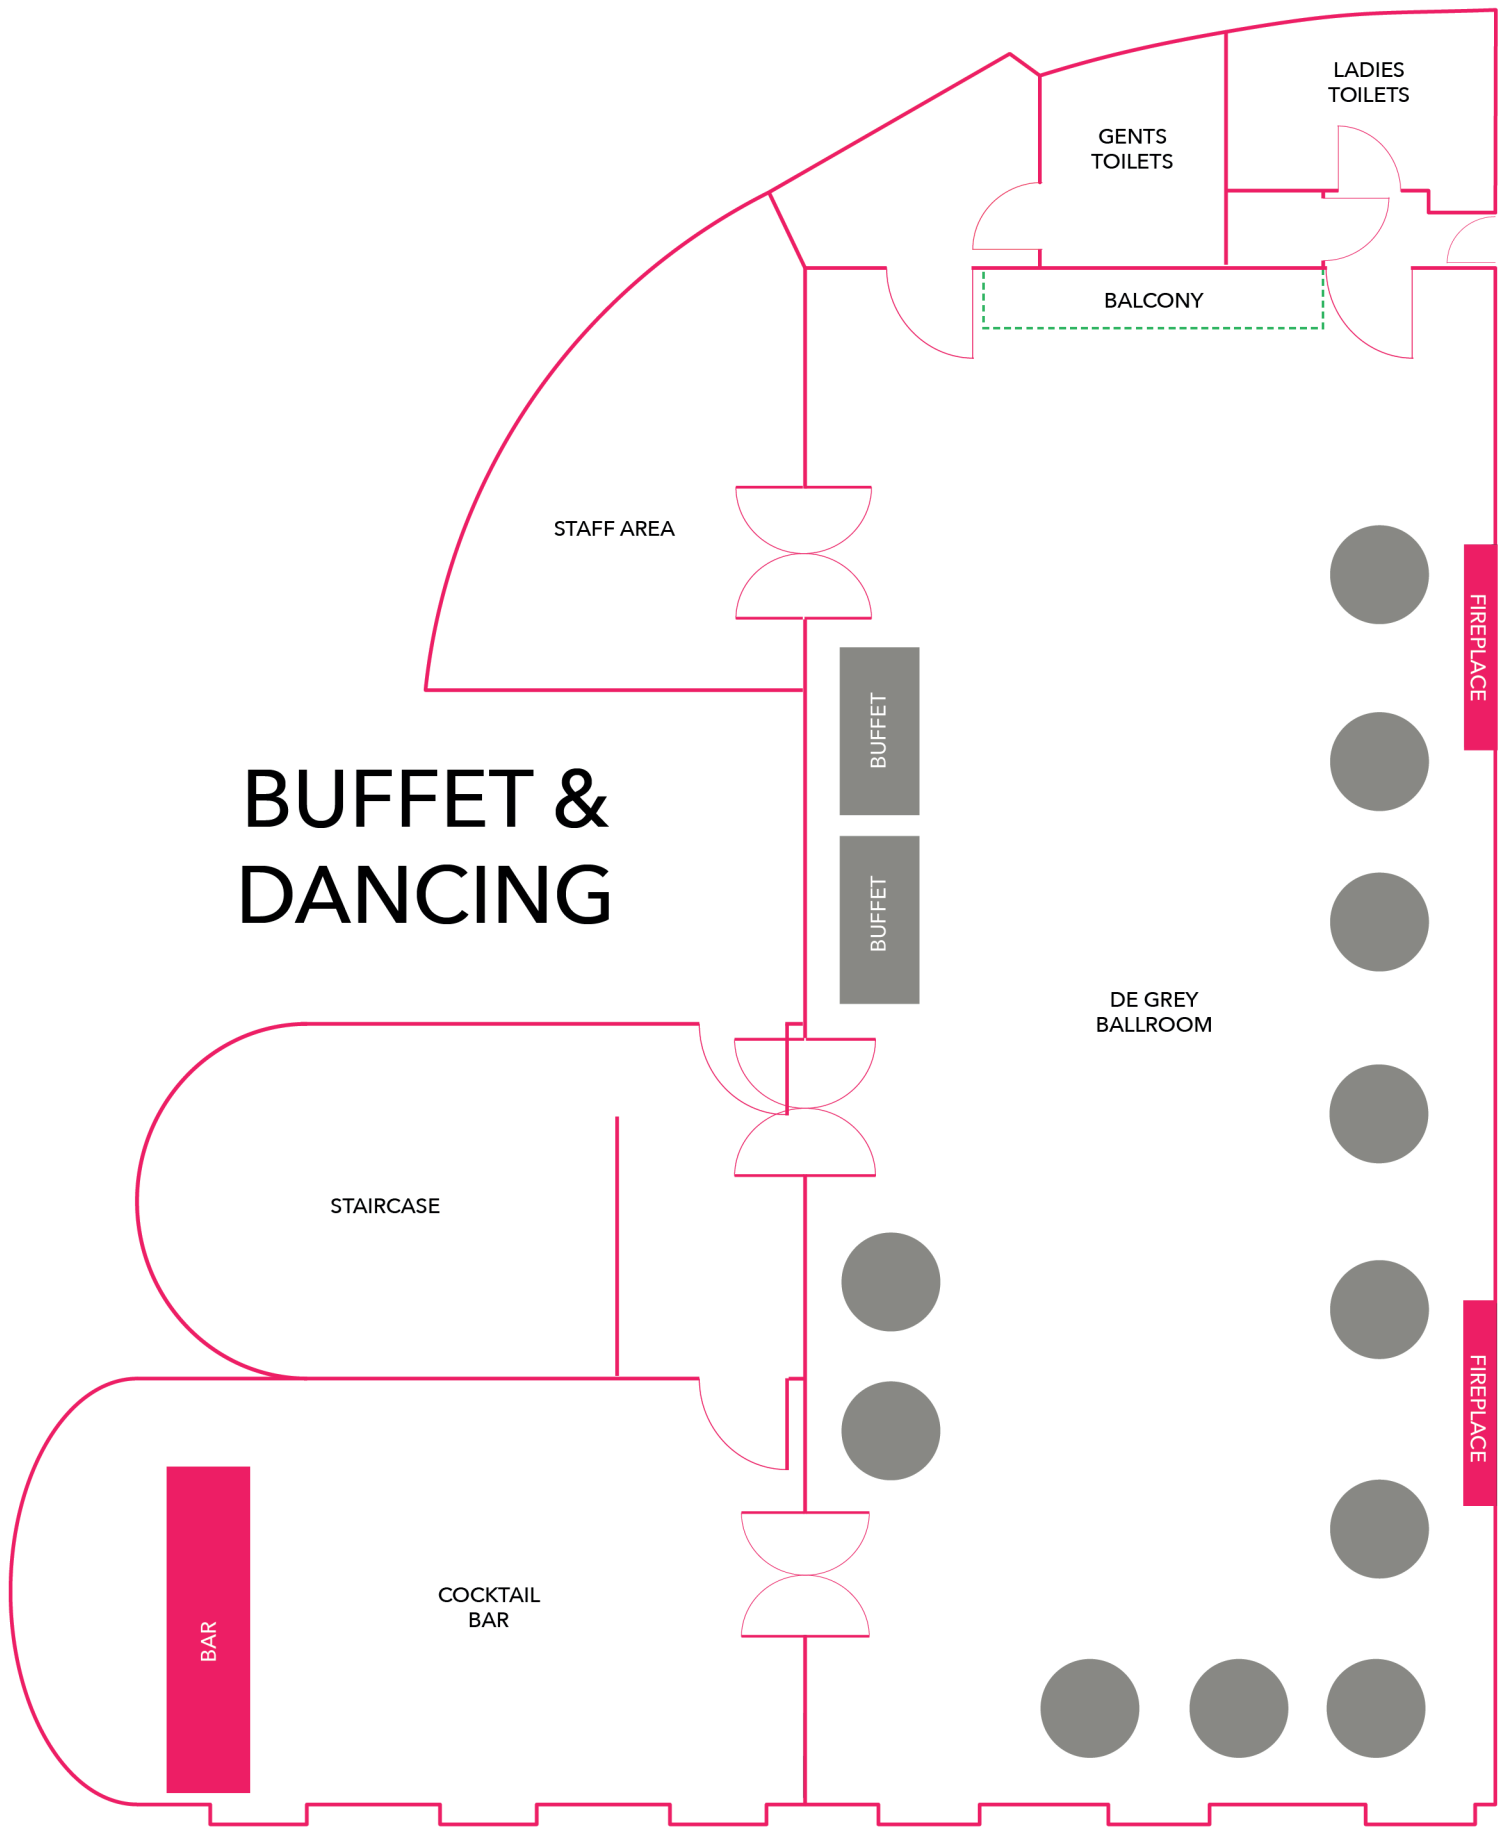 LADIES
TOILETS
GENTS
TOILETS
BALCONY
STAFF AREA
FIREPLACE
BUFFET
BUFFET &
DANCING
BUFFET
DE GREY
BALLROOM
STAIRCASE
FIREPLACE
COCKTAIL
BAR
BAR